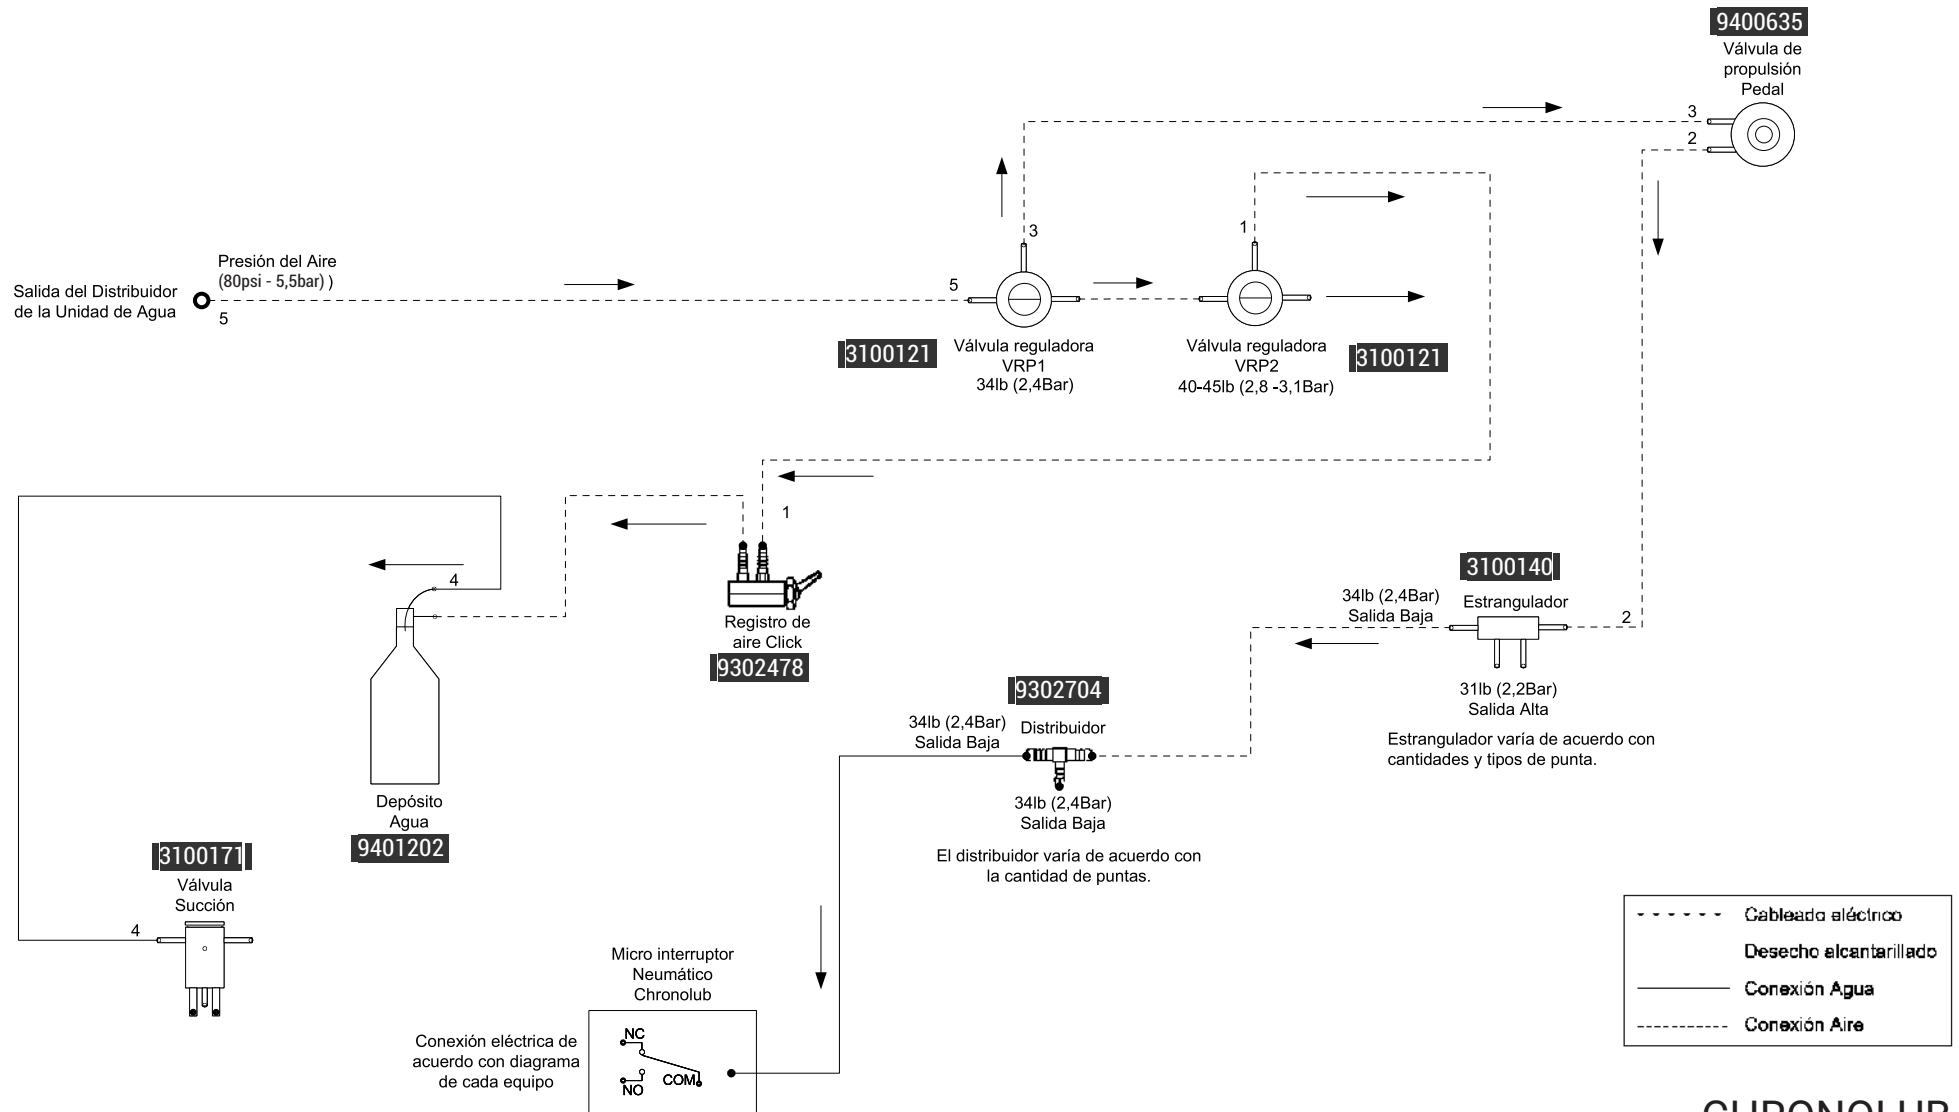 9400635
Válvula de
propulsión
Pedal
3
2
Presión del Aire
(80psi - 5,5bar) )
Salida del Distribuidor
de la Unidad de Agua
5
5
3
1
3100121
Válvula reguladora
VRP1
34lb (2,4Bar)
Válvula reguladora
VRP2
40-45lb (2,8 -3,1Bar)
3100121
1
4
Registro de
aire Click
9302478
3100140
34lb (2,4Bar)
Salida Baja
Estrangulador
2
31lb (2,2Bar)
Salida Alta
Estrangulador varía de acuerdo con
cantidades y tipos de punta.
9302704
34lb (2,4Bar)
Salida Baja
Distribuidor
34lb (2,4Bar)
Salida Baja
El distribuidor varía de acuerdo con
la cantidad de puntas.
Depósito
Agua
9401202
3100171
Válvula
Succión
4
Micro interruptor
Neumático
Chronolub
Conexión eléctrica de
acuerdo con diagrama
de cada equipo
NC
NO
COM
Cableado eléctrico
Desecho alcantarillado
Conexión Agua
Conexión Aire
CHRONOLUB